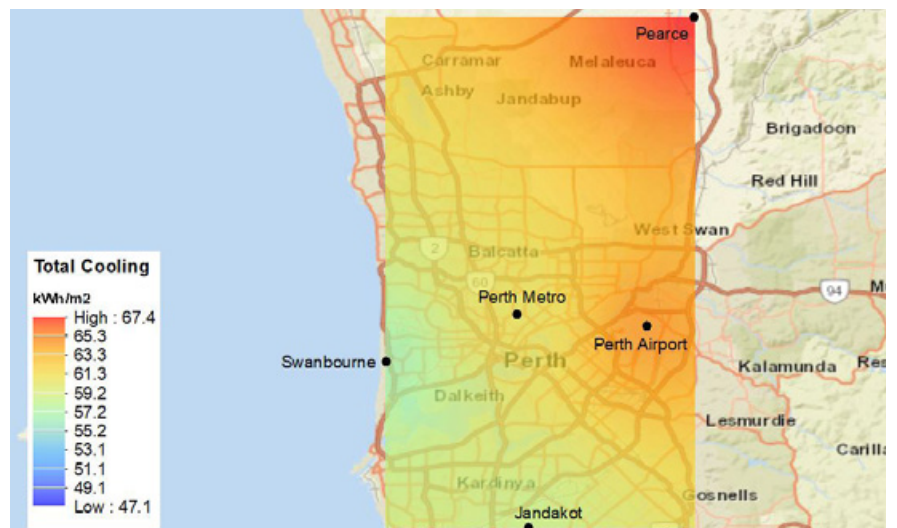 Pearce
Carramar
Melaleuca
Ashby
Jandabup
Brigadoon
Red Hill
West Swan
2
Balcatta
60
94
Total Cooling
kWh/m2
High : 67.4
65.3
63.3
61.3
59.2
57.2
55.2
53.1
51.1
49.1
Low : 47.1
Perth Metro
Perth Airport
Swanbourne
Perth
Kalamunda
Dalkeith
Lesmurdie
Kardinya
Gosnells
Jandakot